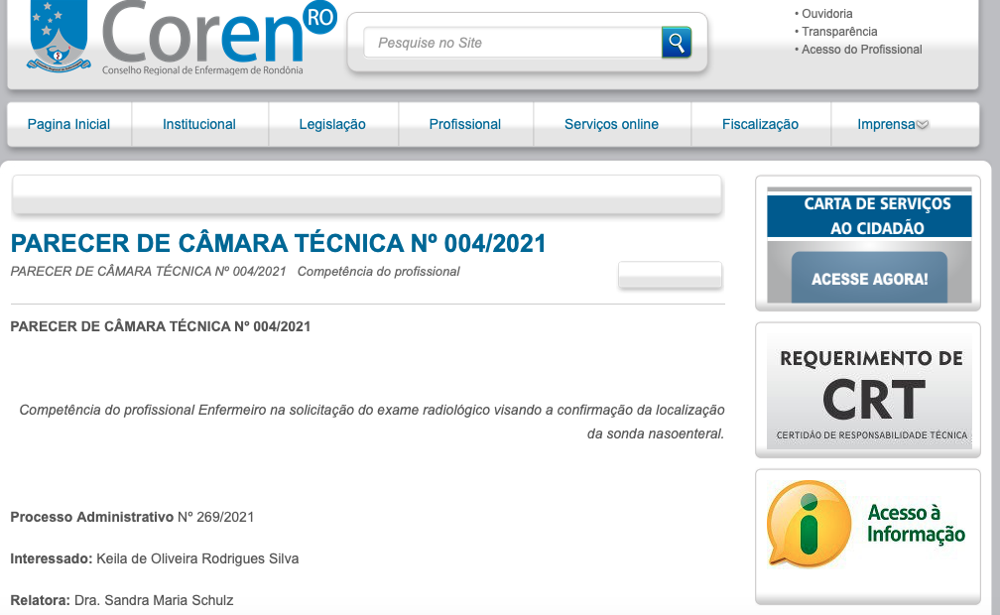 Coren RO
Conselho Regional de Enfermagem de Rondônia
Pesquise no Site
• Ouvidoria
• Transparência
• Acesso do Profissional
Pagina Inicial Institucional Legislação Profissional Serviços online Fiscalização Imprensa
PARECER DE CÂMARA TÉCNICA Nº 004/2021
PARECER DE CÂMARA TÉCNICA Nº 004/2021 Competência do profissional
PARECER DE CÂMARA TÉCNICA Nº 004/2021
Competência do profissional Enfermeiro na solicitação do exame radiológico visando a confirmação da localização
da sonda nasoenteral.
Processo Administrativo Nº 269/2021
Interessado: Keila de Oliveira Rodrigues Silva
Relatora: Dra. Sandra Maria Schulz
CARTA DE SERVIÇOS
AO CIDADÃO
ACESSE AGORA!
REQUERIMENTO DE
CRT
CERTIDÃO DE RESPONSABILIDADE TÉCNICA
Acesso à
Informação